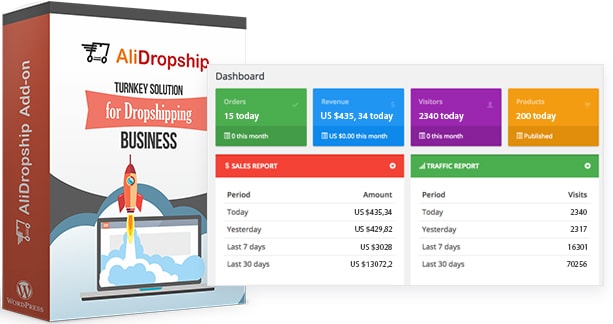 AliDropship Add-on
WORDPRESS
AliDropship
TURNKEY SOLUTION
for Dropshipping
BUSINESS
Dashboard
Orders
15 today
0 this month
Revenue
$
US $435, 34 today
US $0.00 this month
Visitors
2340 today
0 this month
Products
200 today
Published
$ SALES REPORT
Period Amount
Today US $435,34
Yesterday US $429,82
Last 7 days US $3028
Last 30 days US $13072,2
TRAFFIC REPORT
Period Visits
Today 2340
Yesterday 2317
Last 7 days 16301
Last 30 days 70256